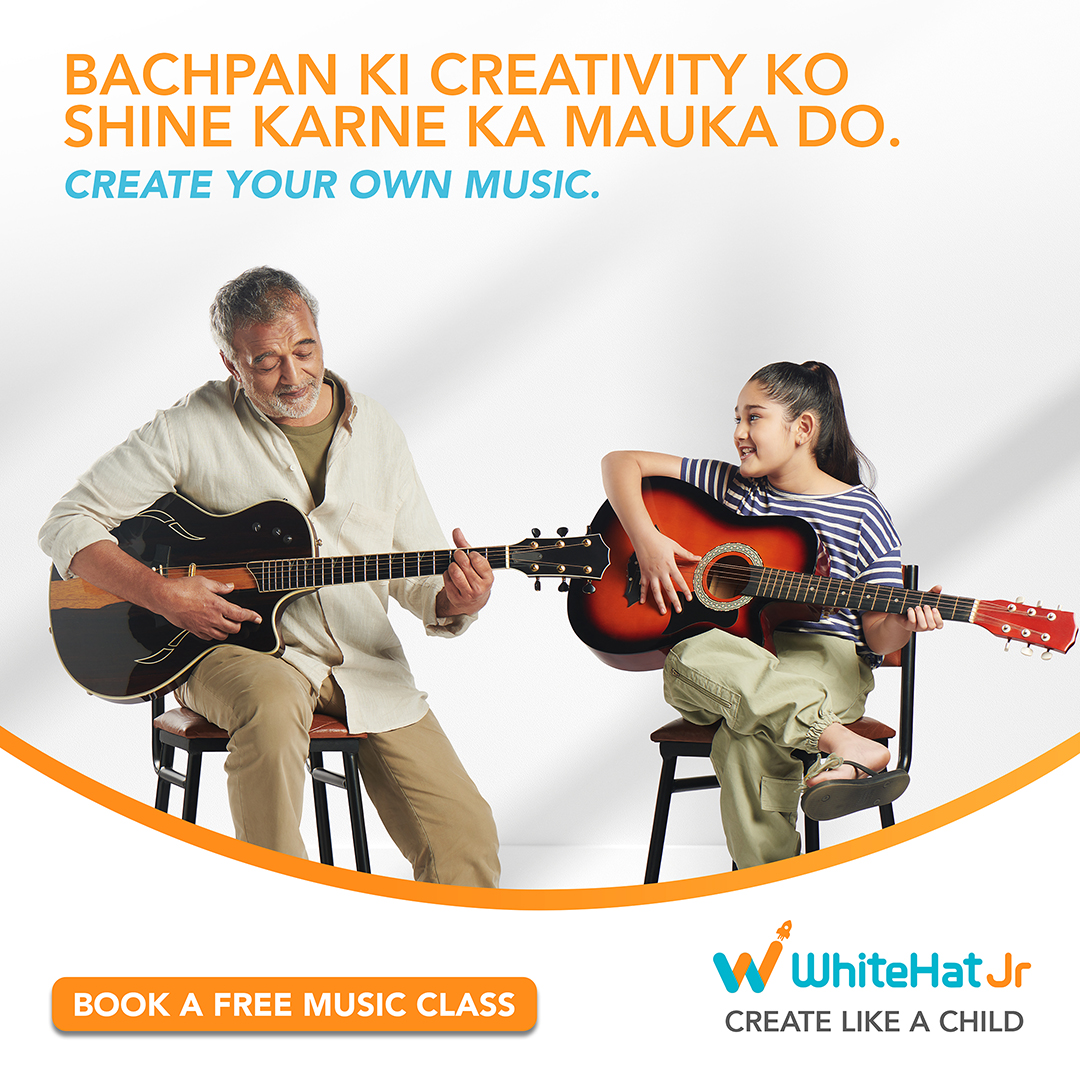 BACHPAN KI CREATIVITY KO
SHINE KARNE KA MAUKA DO.
CREATE YOUR OWN MUSIC.
BOOK A FREE MUSIC CLASS
WhiteHat Jr
CREATE LIKE A CHILD